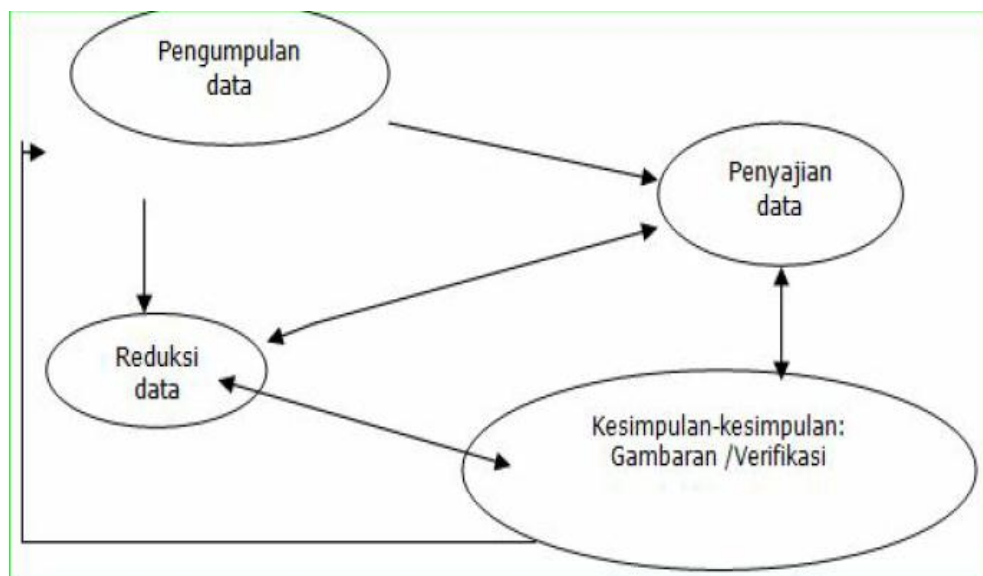 Pengumpulan
data
Penyajian
data
Reduksi
data
Kesimpulan-kesimpulan:
Gambaran /Verifikasi